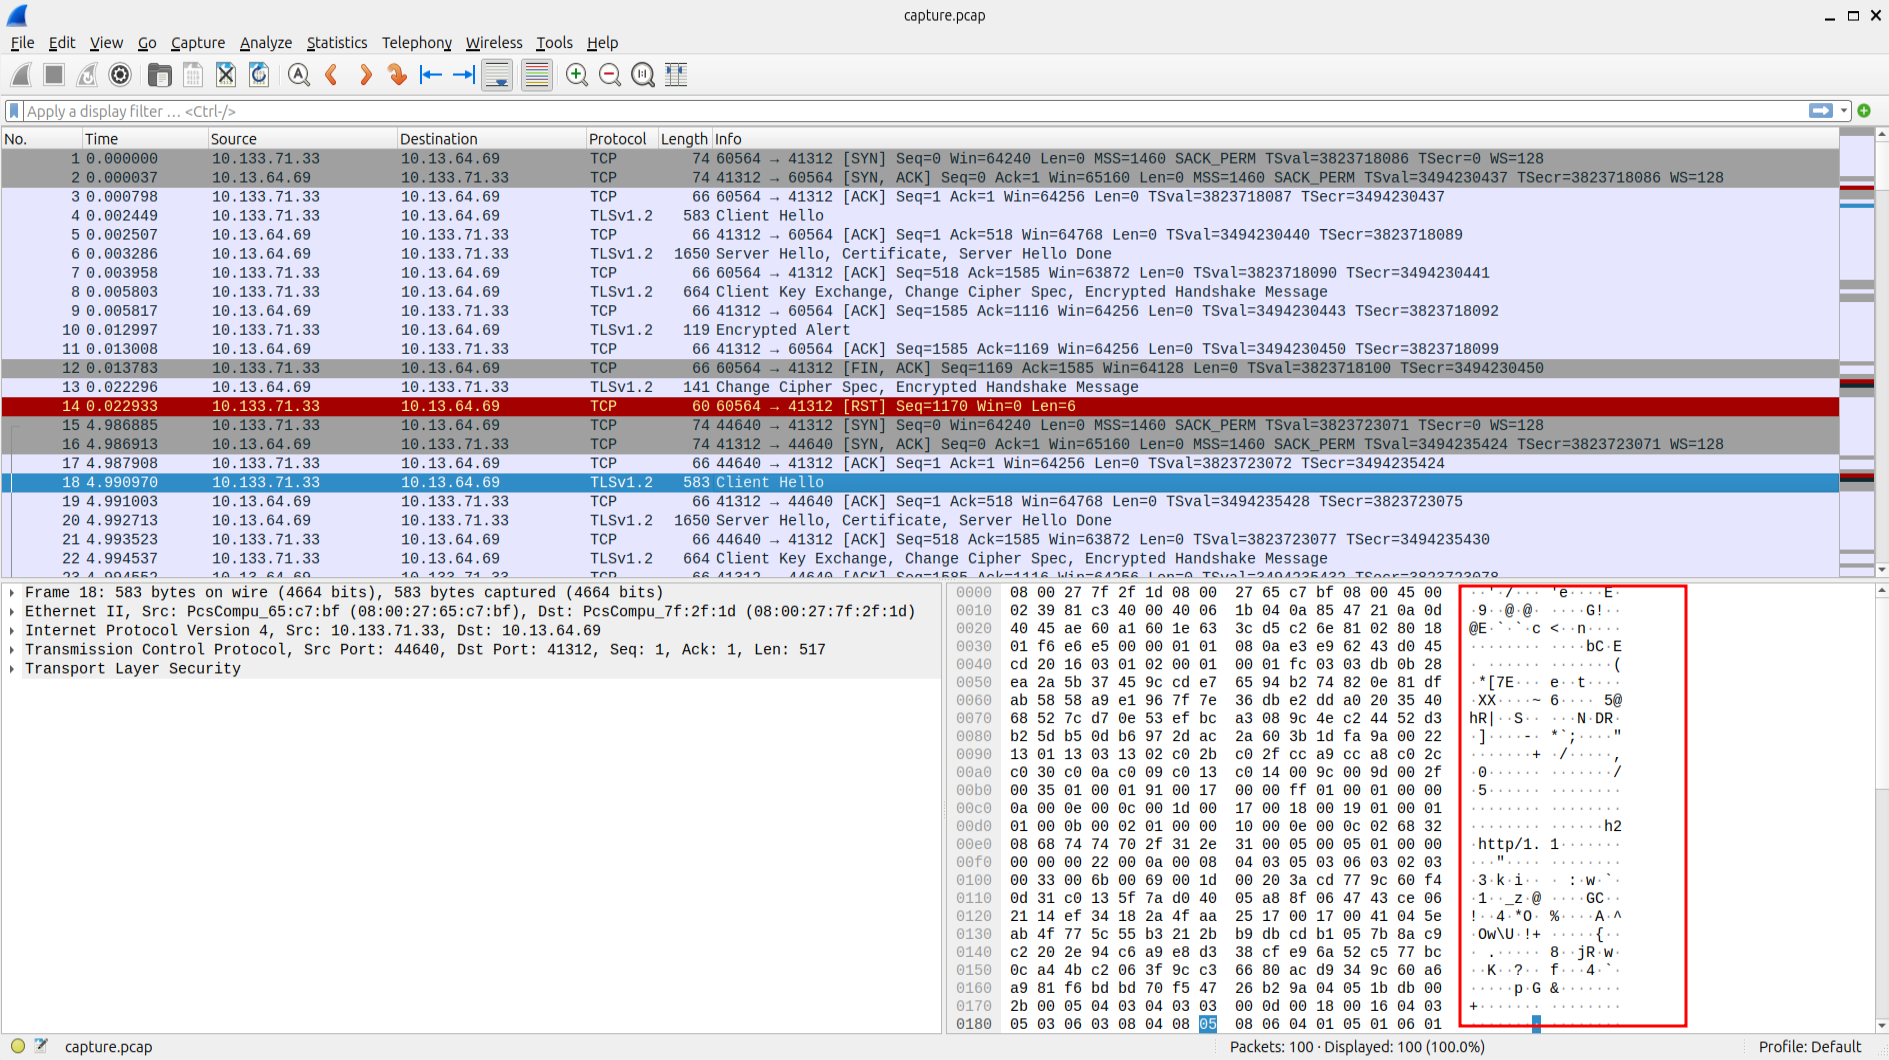 capture.pcap
File Edit View Go Capture Analyze Statistics Telephony Wireless Tools Help
Apply a display filter … <Ctrl-/>
No. Time Source Destination Protocol Length Info
1 0.000000 10.133.71.33 10.13.64.69 TCP 74 60564 → 41312 [SYN] Seq=0 Win=64240 Len=0 MSS=1460 SACK_PERM TSval=3823718086 TSecr=0 WS=128
2 0.000037 10.13.64.69 10.133.71.33 TCP 74 41312 → 60564 [SYN, ACK] Seq=0 Ack=1 Win=65160 Len=0 MSS=1460 SACK_PERM TSval=3494230437 TSecr=3823718086 WS=128
3 0.000798 10.133.71.33 10.13.64.69 TCP 66 60564 → 41312 [ACK] Seq=1 Ack=1 Win=64256 Len=0 TSval=3823718087 TSecr=3494230437
4 0.002449 10.133.71.33 10.13.64.69 TLSv1.2 583 Client Hello
5 0.002507 10.13.64.69 10.133.71.33 TCP 66 41312 → 60564 [ACK] Seq=1 Ack=518 Win=64768 Len=0 TSval=3494230440 TSecr=3823718089
6 0.003286 10.13.64.69 10.133.71.33 TLSv1.2 1650 Server Hello, Certificate, Server Hello Done
7 0.003958 10.133.71.33 10.13.64.69 TCP 66 60564 → 41312 [ACK] Seq=518 Ack=1585 Win=63872 Len=0 TSval=3823718090 TSecr=3494230441
8 0.005803 10.133.71.33 10.13.64.69 TLSv1.2 664 Client Key Exchange, Change Cipher Spec, Encrypted Handshake Message
9 0.005817 10.13.64.69 10.133.71.33 TCP 66 41312 → 60564 [ACK] Seq=1585 Ack=1116 Win=64256 Len=0 TSval=3494230443 TSecr=3823718092
10 0.012997 10.133.71.33 10.13.64.69 TLSv1.2 119 Encrypted Alert
11 0.013008 10.13.64.69 10.133.71.33 TCP 66 41312 → 60564 [ACK] Seq=1585 Ack=1169 Win=64256 Len=0 TSval=3494230450 TSecr=3823718099
12 0.013783 10.133.71.33 10.13.64.69 TCP 66 60564 → 41312 [FIN, ACK] Seq=1169 Ack=1585 Win=64128 Len=0 TSval=3823718100 TSecr=3494230450
13 0.022296 10.13.64.69 10.133.71.33 TLSv1.2 141 Change Cipher Spec, Encrypted Handshake Message
14 0.022933 10.133.71.33 10.13.64.69 TCP 60 60564 → 41312 [RST] Seq=1170 Win=0 Len=6
15 4.986885 10.133.71.33 10.13.64.69 TCP 74 44640 → 41312 [SYN] Seq=0 Win=64240 Len=0 MSS=1460 SACK_PERM TSval=3823723071 TSecr=0 WS=128
16 4.986913 10.13.64.69 10.133.71.33 TCP 74 41312 → 44640 [SYN, ACK] Seq=0 Ack=1 Win=65160 Len=0 MSS=1460 SACK_PERM TSval=3494235424 TSecr=3823723071 WS=128
17 4.987908 10.133.71.33 10.13.64.69 TCP 66 44640 → 41312 [ACK] Seq=1 Ack=1 Win=64256 Len=0 TSval=3823723072 TSecr=3494235424
18 4.990970 10.133.71.33 10.13.64.69 TLSv1.2 583 Client Hello
19 4.991003 10.13.64.69 10.133.71.33 TCP 66 41312 → 44640 [ACK] Seq=1 Ack=518 Win=64768 Len=0 TSval=3494235428 TSecr=3823723075
20 4.992713 10.13.64.69 10.133.71.33 TLSv1.2 1650 Server Hello, Certificate, Server Hello Done
21 4.993523 10.133.71.33 10.13.64.69 TCP 66 44640 → 41312 [ACK] Seq=518 Ack=1585 Win=63872 Len=0 TSval=3823723077 TSecr=3494235430
22 4.994537 10.133.71.33 10.13.64.69 TLSv1.2 664 Client Key Exchange, Change Cipher Spec, Encrypted Handshake Message
23 4.994552 10.13.64.69 10.133.71.33 TCP 66 41312 → 44640 [ACK] Seq=1585 Ack=1116 Win=64256 Len=0 TSval=3494235432 TSecr=3823723078
Frame 18: 583 bytes on wire (4664 bits), 583 bytes captured (4664 bits)
Ethernet II, Src: PcsCompu_65:c7:bf (08:00:27:65:c7:bf), Dst: PcsCompu_7f:2f:1d (08:00:27:7f:2f:1d)
Internet Protocol Version 4, Src: 10.133.71.33, Dst: 10.13.64.69
Transmission Control Protocol, Src Port: 44640, Dst Port: 41312, Seq: 1, Ack: 1, Len: 517
Transport Layer Security
0000 08 00 27 7f 2f 1d 08 00 27 65 c7 bf 08 00 45 00 ··'·/··· 'e····E·
0010 02 39 81 c3 40 00 40 06 1b 04 0a 85 47 21 0a 0d ·9··@·@· ····G!··
0020 40 45 ae 60 a1 60 1e 63 3c d5 c2 6e 81 02 80 18 @E·`·`·c <··n····
0030 01 f6 e6 e5 00 00 01 01 08 0a e3 e9 62 43 d0 45 ········ ····bC·E
0040 cd 20 16 03 01 02 00 01 00 01 fc 03 03 db 0b 28 · ······ ·······(
0050 ea 2a 5b 37 45 9c cd e7 65 94 b2 74 82 0e 81 df ·*[7E··· e··t····
0060 ab 58 58 a9 e1 96 7f 7e 36 db e2 dd a0 20 35 40 ·XX····~ 6···· 5@
0070 68 52 7c d7 0e 53 ef bc a3 08 9c 4e c2 44 52 d3 hR|··S·· ···N·DR·
0080 b2 5d b5 0d b6 97 2d ac 2a 60 3b 1d fa 9a 00 22 ·]····-· *`;····"
0090 13 01 13 03 13 02 c0 2b c0 2f cc a9 cc a8 c0 2c ·······+ ·/·····,
00a0 c0 30 c0 0a c0 09 c0 13 c0 14 00 9c 00 9d 00 2f ·0······ ·······/
00b0 00 35 01 00 01 91 00 17 00 00 ff 01 00 01 00 00 ·5······ ········
00c0 0a 00 0e 00 0c 00 1d 00 17 00 18 00 19 01 00 01 ········ ········
00d0 01 00 0b 00 02 01 00 00 10 00 0e 00 0c 02 68 32 ········ ······h2
00e0 08 68 74 74 70 2f 31 2e 31 00 05 00 05 01 00 00 ·http/1. 1·······
00f0 00 00 00 22 00 0a 00 08 04 03 05 03 06 03 02 03 ···"···· ········
0100 00 33 00 6b 00 69 00 1d 00 20 3a cd 77 9c 60 f4 ·3·k·i·· · :·w·`·
0110 0d 31 c0 13 5f 7a d0 40 05 a8 8f 06 47 43 ce 06 ·1··_z·@ ····GC··
0120 21 14 ef 34 18 2a 4f aa 25 17 00 17 00 41 04 5e !··4·*O· %····A·^
0130 ab 4f 77 5c 55 b3 21 2b b9 db cd b1 05 7b 8a c9 ·Ow\U·!+ ·····{··
0140 c2 20 2e 94 c6 a9 e8 d3 38 cf e9 6a 52 c5 77 bc · .····· 8··jR·w·
0150 0c a4 4b c2 06 3f 9c c3 66 80 ac d9 34 9c 60 a6 ··K··?·· f···4·`·
0160 a9 81 f6 bd bd 70 f5 47 26 b2 9a 04 05 1b db 00 ·····p·G &·······
0170 2b 00 05 04 03 04 03 03 00 0d 00 18 00 16 04 03 +······· ········
0180 05 03 06 03 08 04 08 05 08 06 04 01 05 01 06 01 ········ ········
capture.pcap Packets: 100 · Displayed: 100 (100.0%) Profile: Default